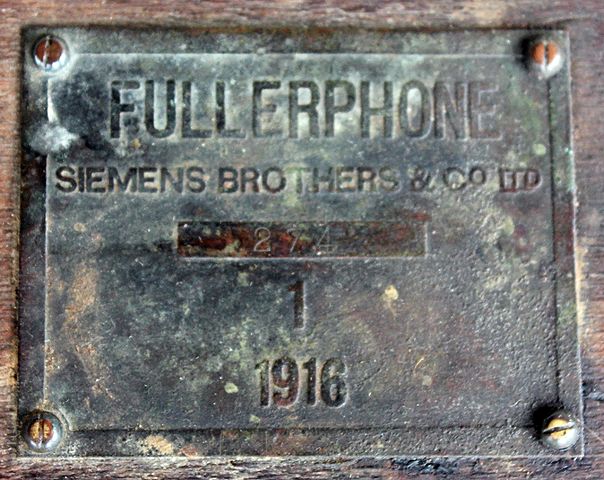 FULLERPHONE
SIEMENS BROTHERS & CO LTD
274
1
1916